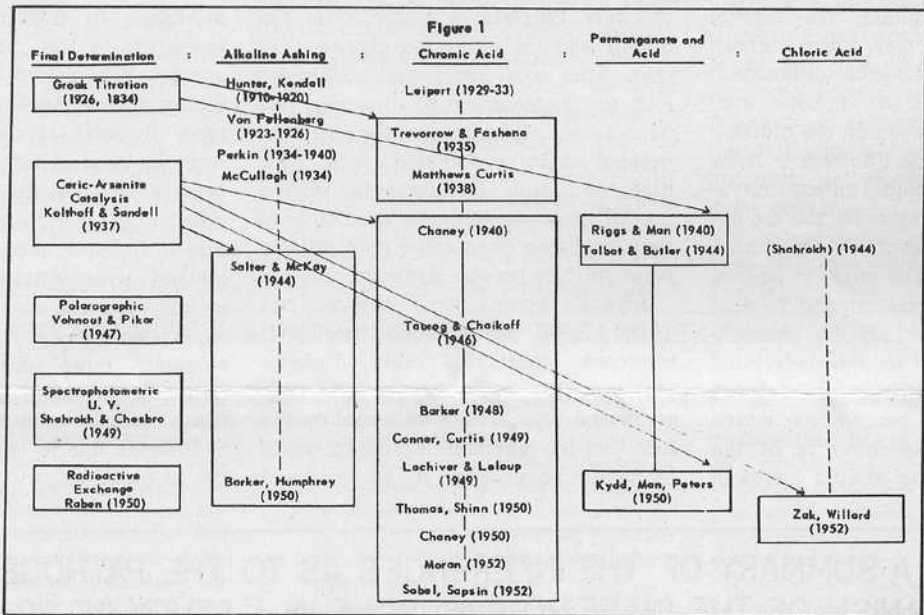 Figure 1
Final Determination : Alkaline Ashing : Chromic Acid : Permanganate and Acid : Chloric Acid
Groak Titration
(1926, 1834)
Ceric-Arsenite
Catalysis
Kolthoff & Sandell
(1937)
Polarographic
Vohnout & Pikar
(1947)
Spectrophotometric
U. V.
Shahrokh & Chesbro
(1949)
Radioactive
Exchange
Raben (1950)
Hunter, Kendell
(1910-1920)
Von Fellenberg
(1923-1926)
Perkin (1934-1940)
McCullagh (1934)
Salter & McKay
(1944)
Barker, Humphrey
(1950)
Leipert (1929-33)
Trevorrow & Fashena
(1935)
Matthews Curtis
(1938)
Chaney (1940)
Taurog & Chaikoff
(1946)
Barker (1948)
Conner, Curtis (1949)
Lachiver & Leloup
(1949)
Thomas, Shinn (1950)
Chaney (1950)
Moran (1952)
Sobel, Sapsin (1952)
Riggs & Man (1940)
Talbot & Butler (1944)
Kydd, Man, Peters
(1950)
(Shahrokh) (1944)
Zak, Willard
(1952)